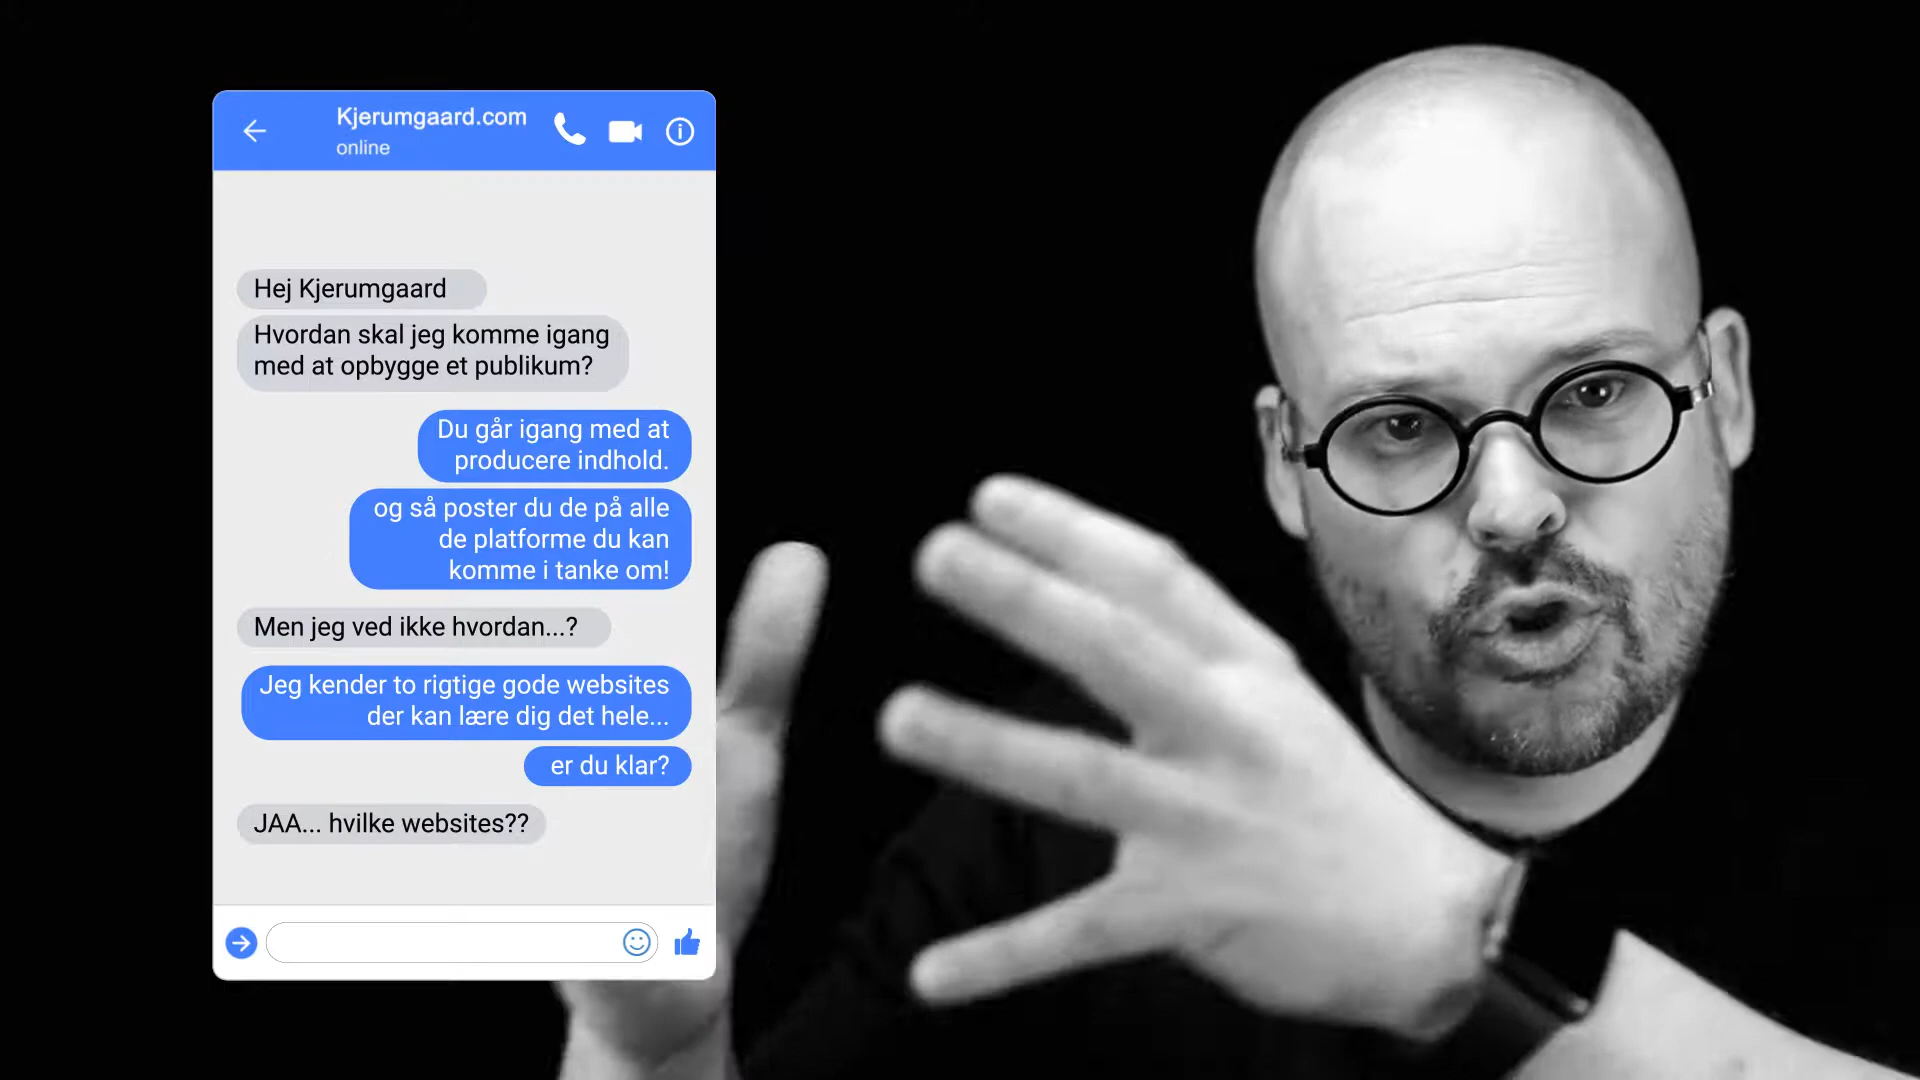 Kjerumgaard.com
online
Hej Kjerumgaard
Hvordan skal jeg komme igang
med at opbygge et publikum?
Du går igang med at
producere indhold.
og så poster du de på alle
de platforme du kan
komme i tanke om!
Men jeg ved ikke hvordan...?
Jeg kender to rigtige gode websites
der kan lære dig det hele...
er du klar?
JAA... hvilke websites??